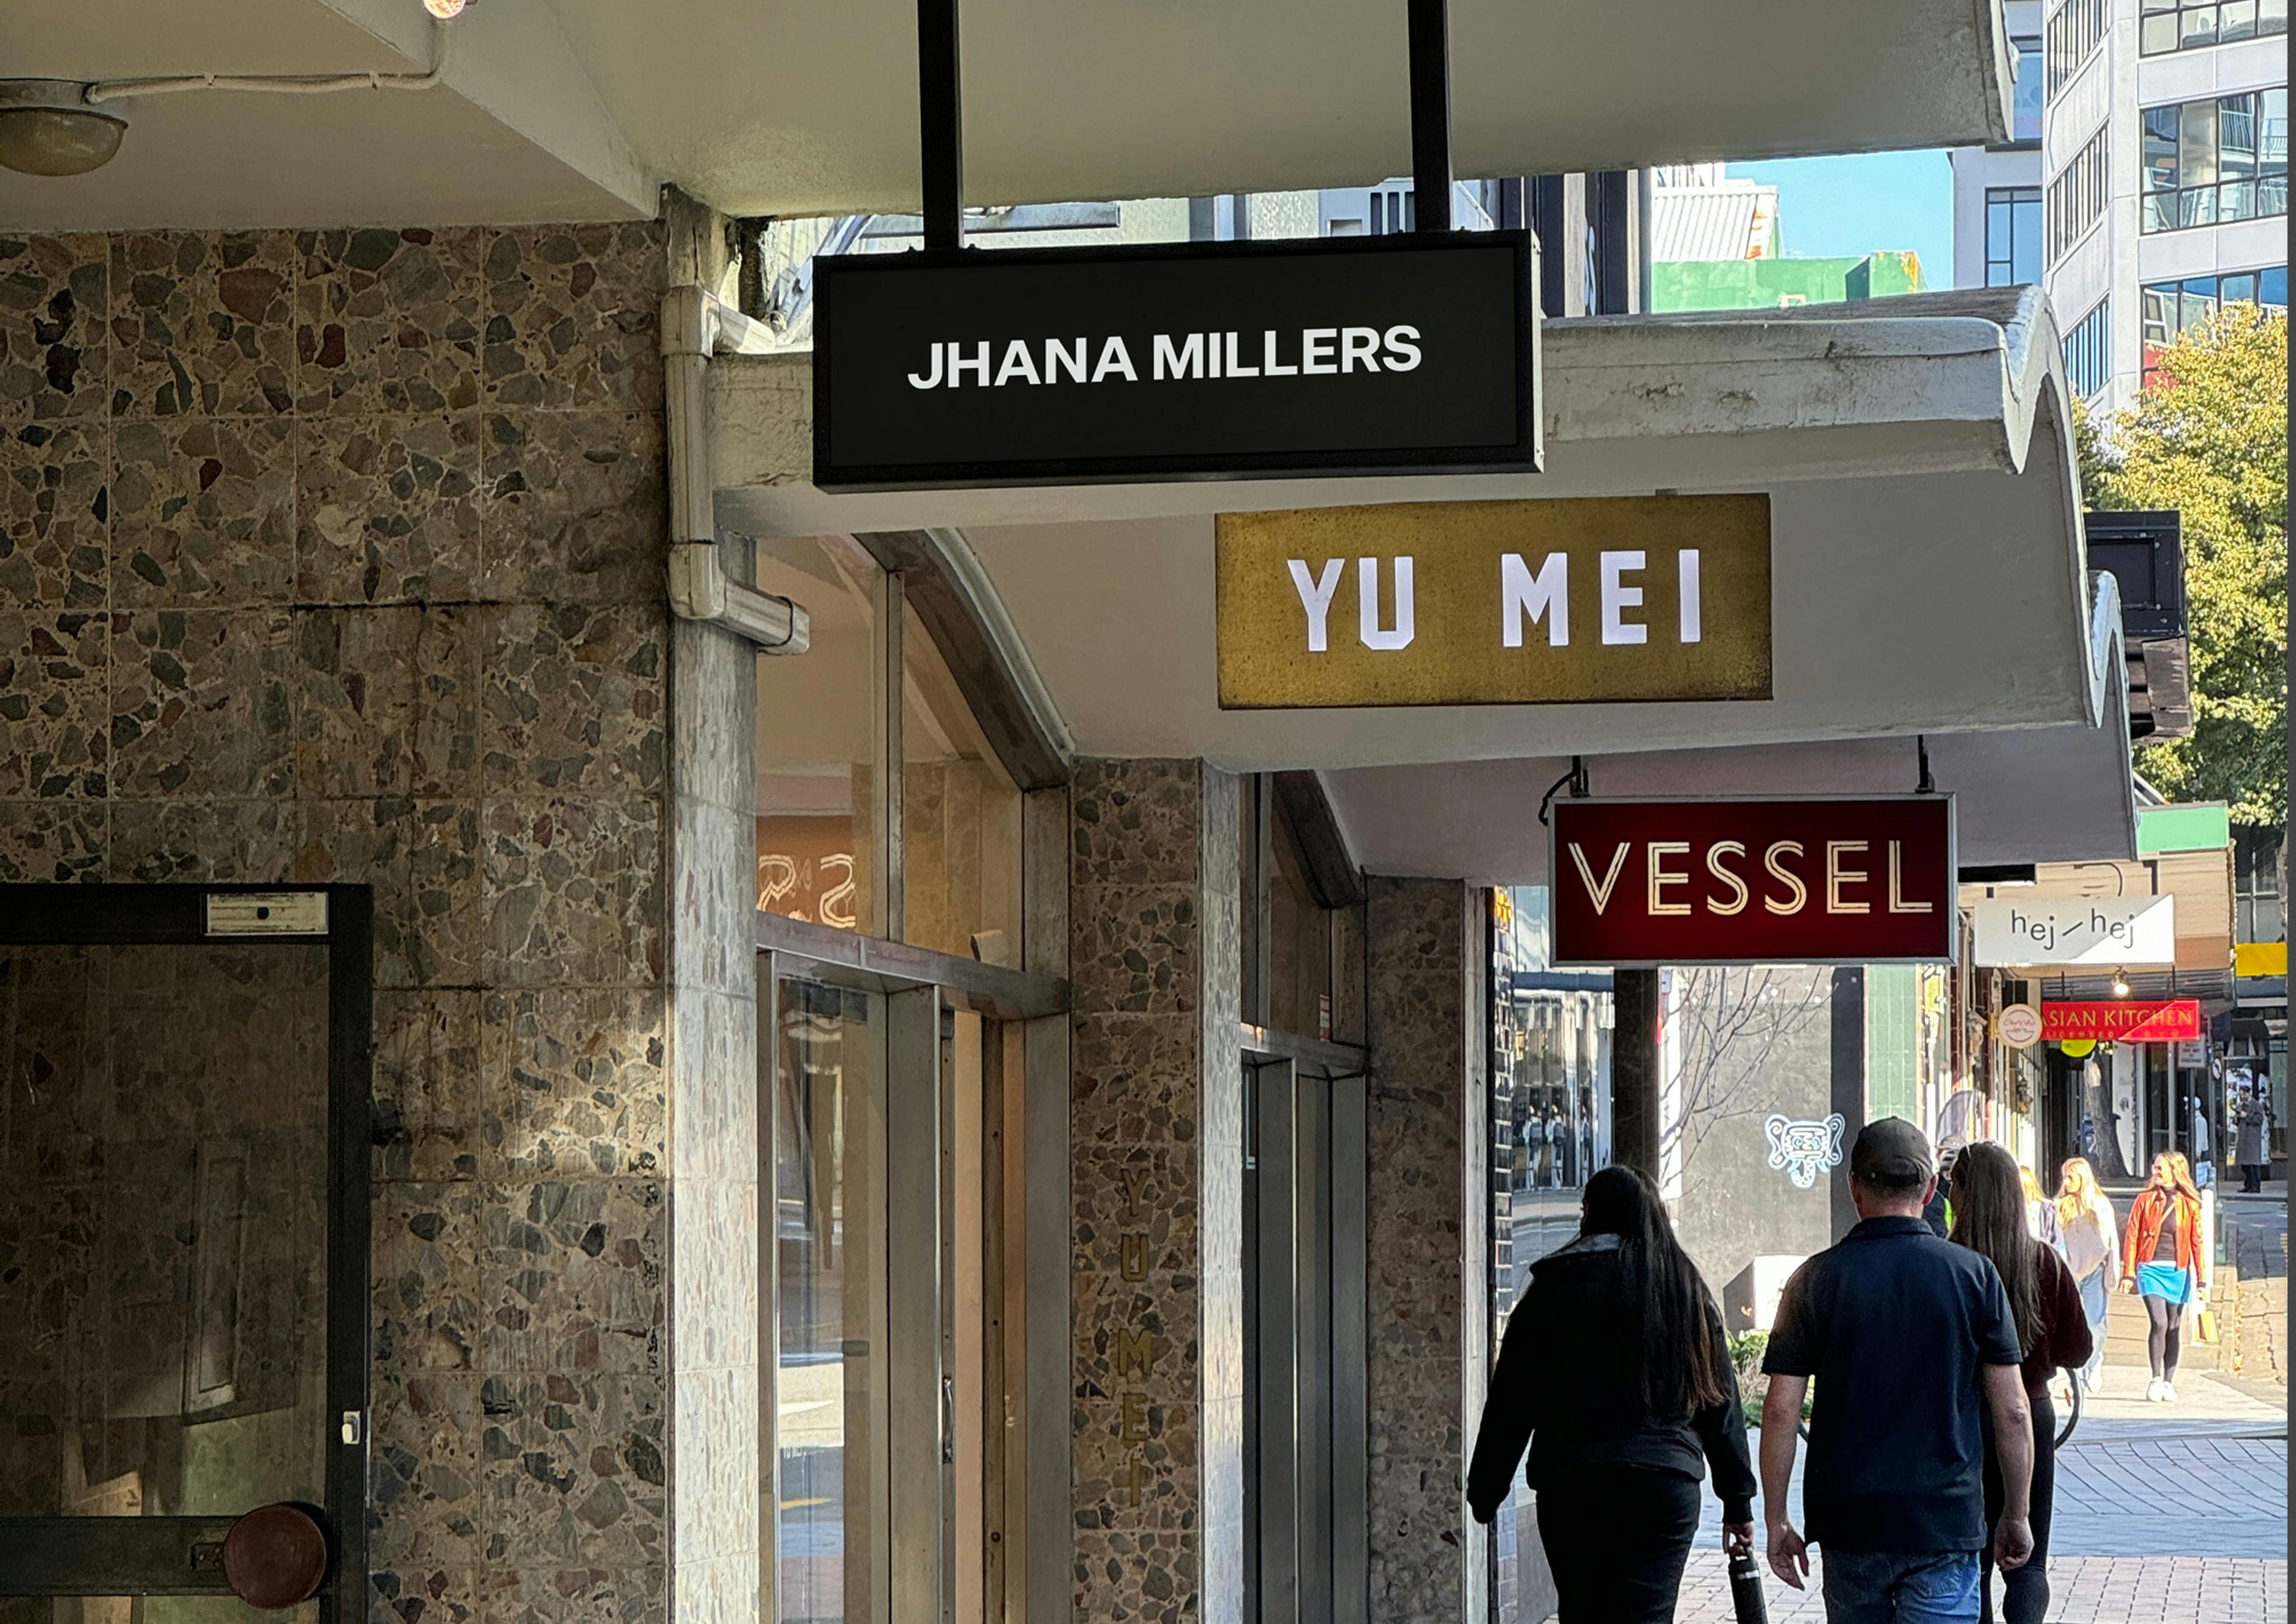 JHANA MILLERS
YU MEI
VESSEL
hej hej
ASIAN KITCHEN
YU
MEI